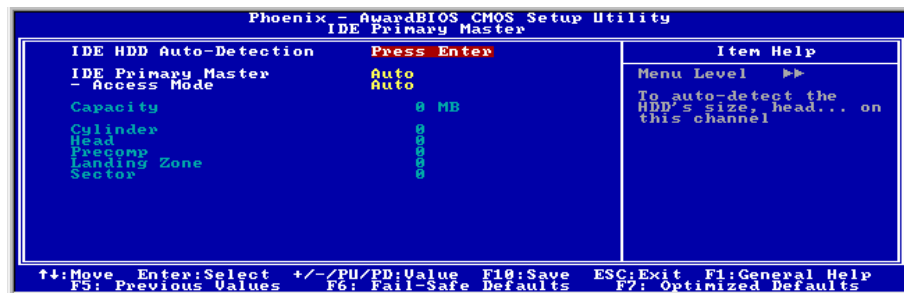 Phoenix - AwardBIOS CMOS Setup Utility
IDE Primary Master
IDE HDD Auto-Detection Press Enter
IDE Primary Master Auto
- Access Mode Auto
Capacity 0 MB
Cylinder 0
Head 0
Precomp 0
Landing Zone 0
Sector 0
Item Help
Menu Level ▶▶
To auto-detect the
HDD's size, head... on
this channel
↑↓:Move Enter:Select +/-/PU/PD:Value F10:Save ESC:Exit F1:General Help
F5: Previous Values F6: Fail-Safe Defaults F7: Optimized Defaults